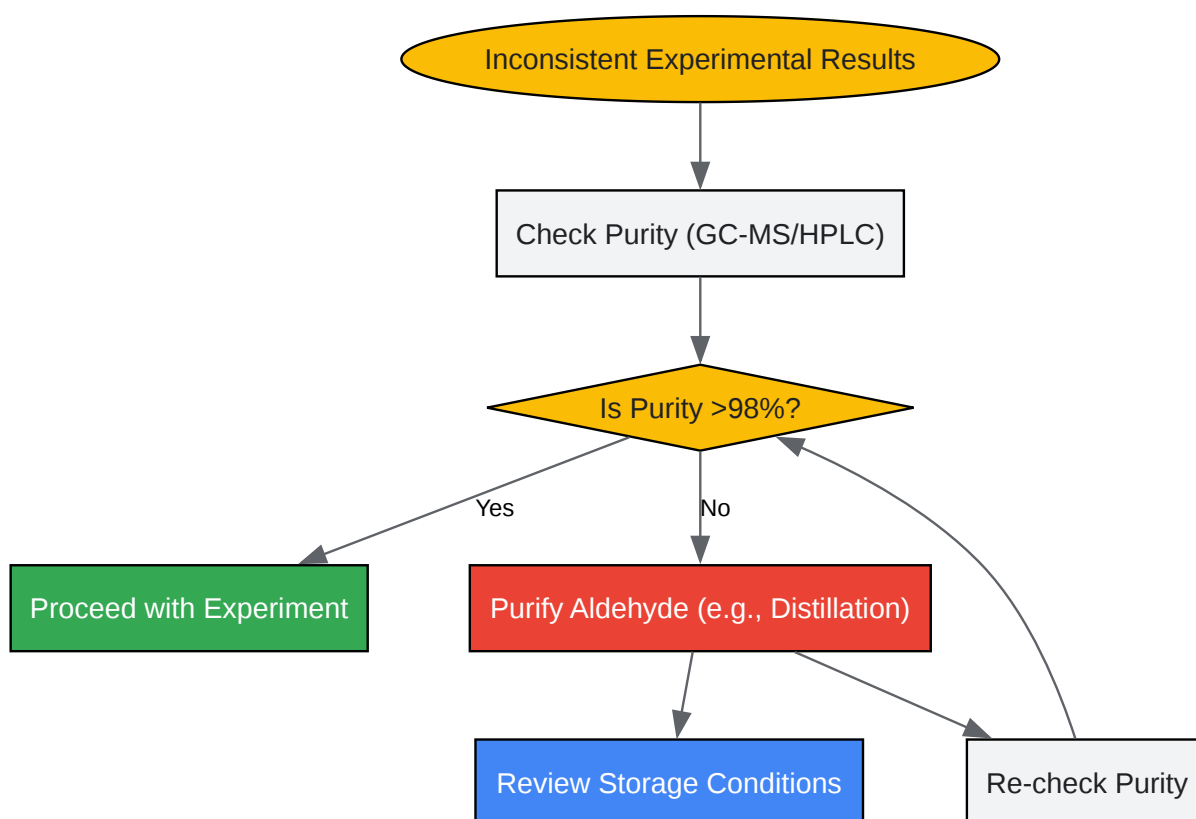 Inconsistent Experimental Results
Check Purity (GC-MS/HPLC)
Is Purity >98%?
Yes
No
Proceed with Experiment
Purify Aldehyde (e.g., Distillation)
Review Storage Conditions
Re-check Purity